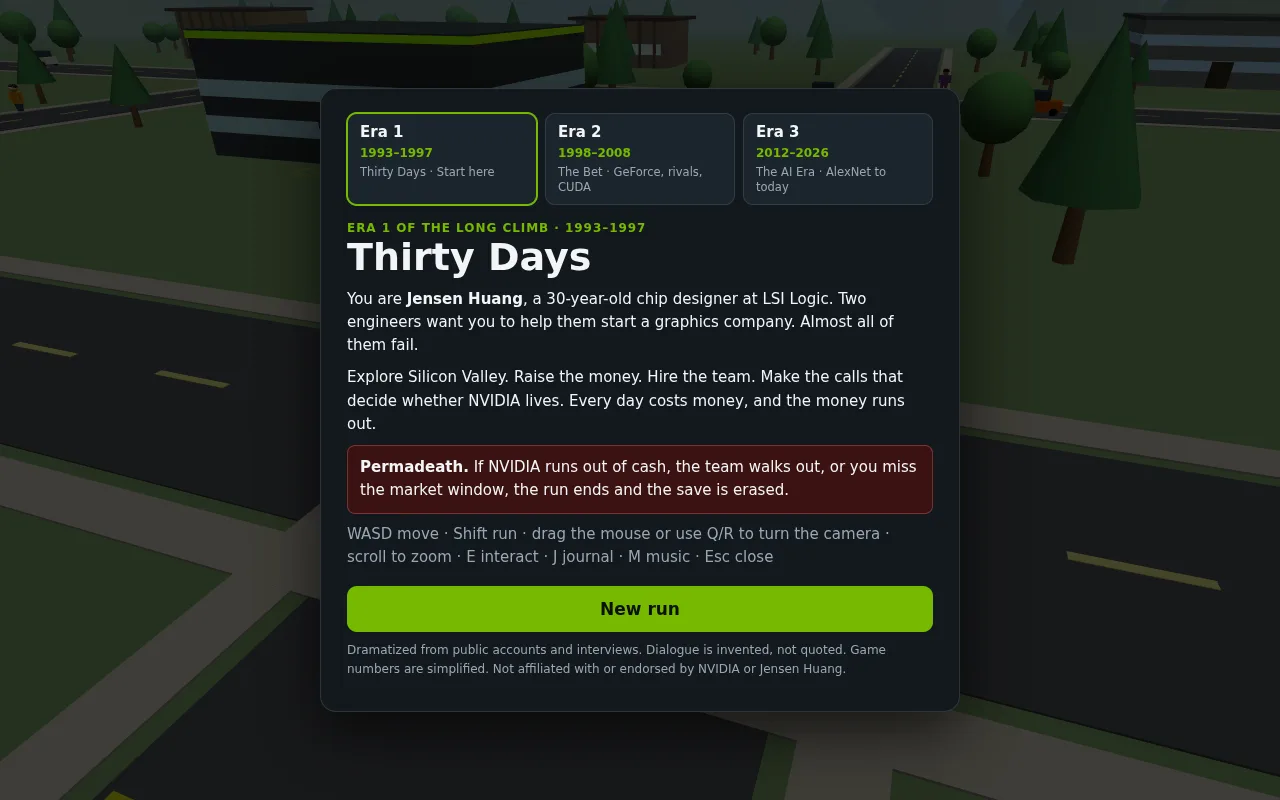 Era 1
1993–1997
Thirty Days · Start here
Era 2
1998–2008
The Bet · GeForce, rivals,
CUDA
Era 3
2012–2026
The AI Era · AlexNet to
today
ERA 1 OF THE LONG CLIMB · 1993–1997
Thirty Days
You are Jensen Huang, a 30-year-old chip designer at LSI Logic. Two
engineers want you to help them start a graphics company. Almost all of
them fail.
Explore Silicon Valley. Raise the money. Hire the team. Make the calls that
decide whether NVIDIA lives. Every day costs money, and the money runs
out.
Permadeath. If NVIDIA runs out of cash, the team walks out, or you miss
the market window, the run ends and the save is erased.
WASD move · Shift run · drag the mouse or use Q/R to turn the camera ·
scroll to zoom · E interact · J journal · M music · Esc close
New run
Dramatized from public accounts and interviews. Dialogue is invented, not quoted. Game
numbers are simplified. Not affiliated with or endorsed by NVIDIA or Jensen Huang.